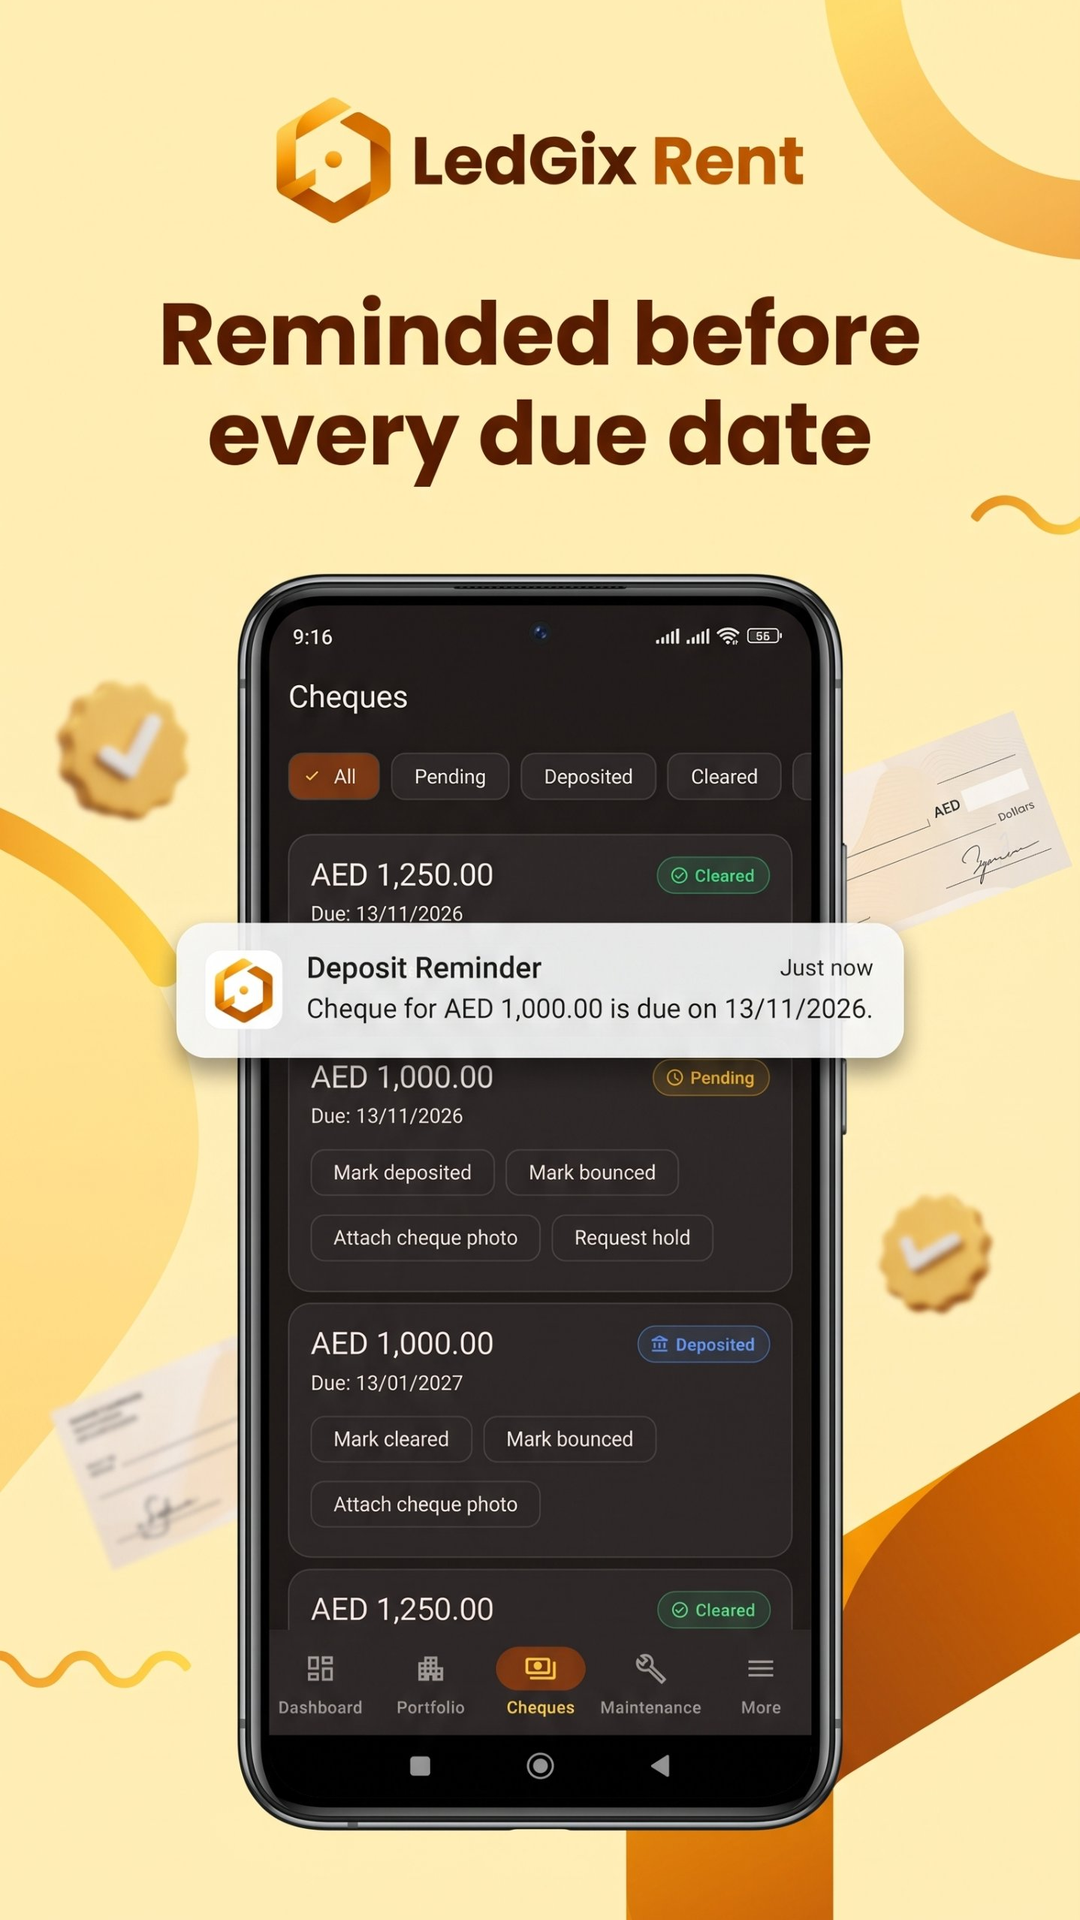 LedGix Rent
Reminded before
every due date
9:16
56
Cheques
All
Pending
Deposited
Cleared
AED 1,250.00
Cleared
Due: 13/11/2026
Deposit Reminder
Just now
Cheque for AED 1,000.00 is due on 13/11/2026.
AED 1,000.00
Pending
Due: 13/11/2026
Mark deposited
Mark bounced
Attach cheque photo
Request hold
AED 1,000.00
Deposited
Due: 13/01/2027
Mark cleared
Mark bounced
Attach cheque photo
AED 1,250.00
Cleared
Dashboard
Portfolio
Cheques
Maintenance
More
AED
Dollars